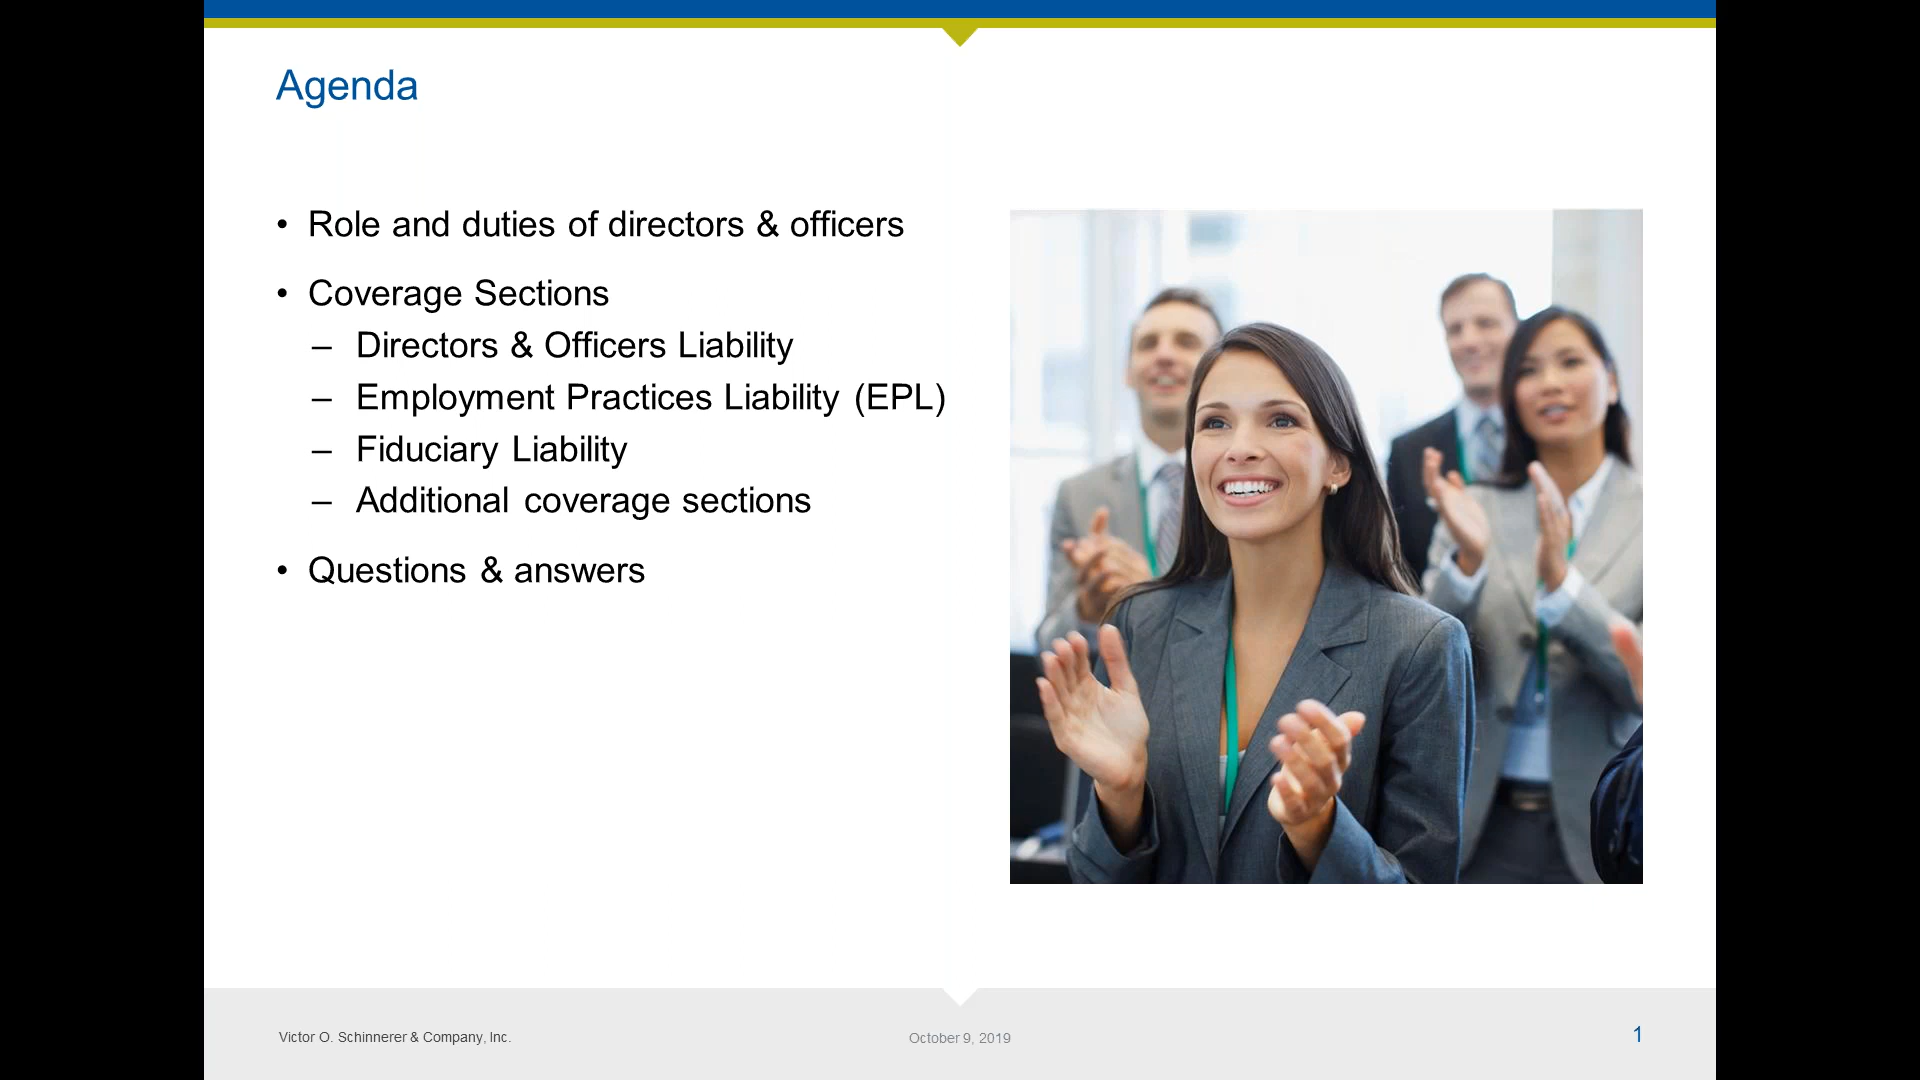 Agenda
• Role and duties of directors & officers
• Coverage Sections
– Directors & Officers Liability
– Employment Practices Liability (EPL)
– Fiduciary Liability
– Additional coverage sections
• Questions & answers
Victor O. Schinnerer & Company, Inc.
October 9, 2019
1